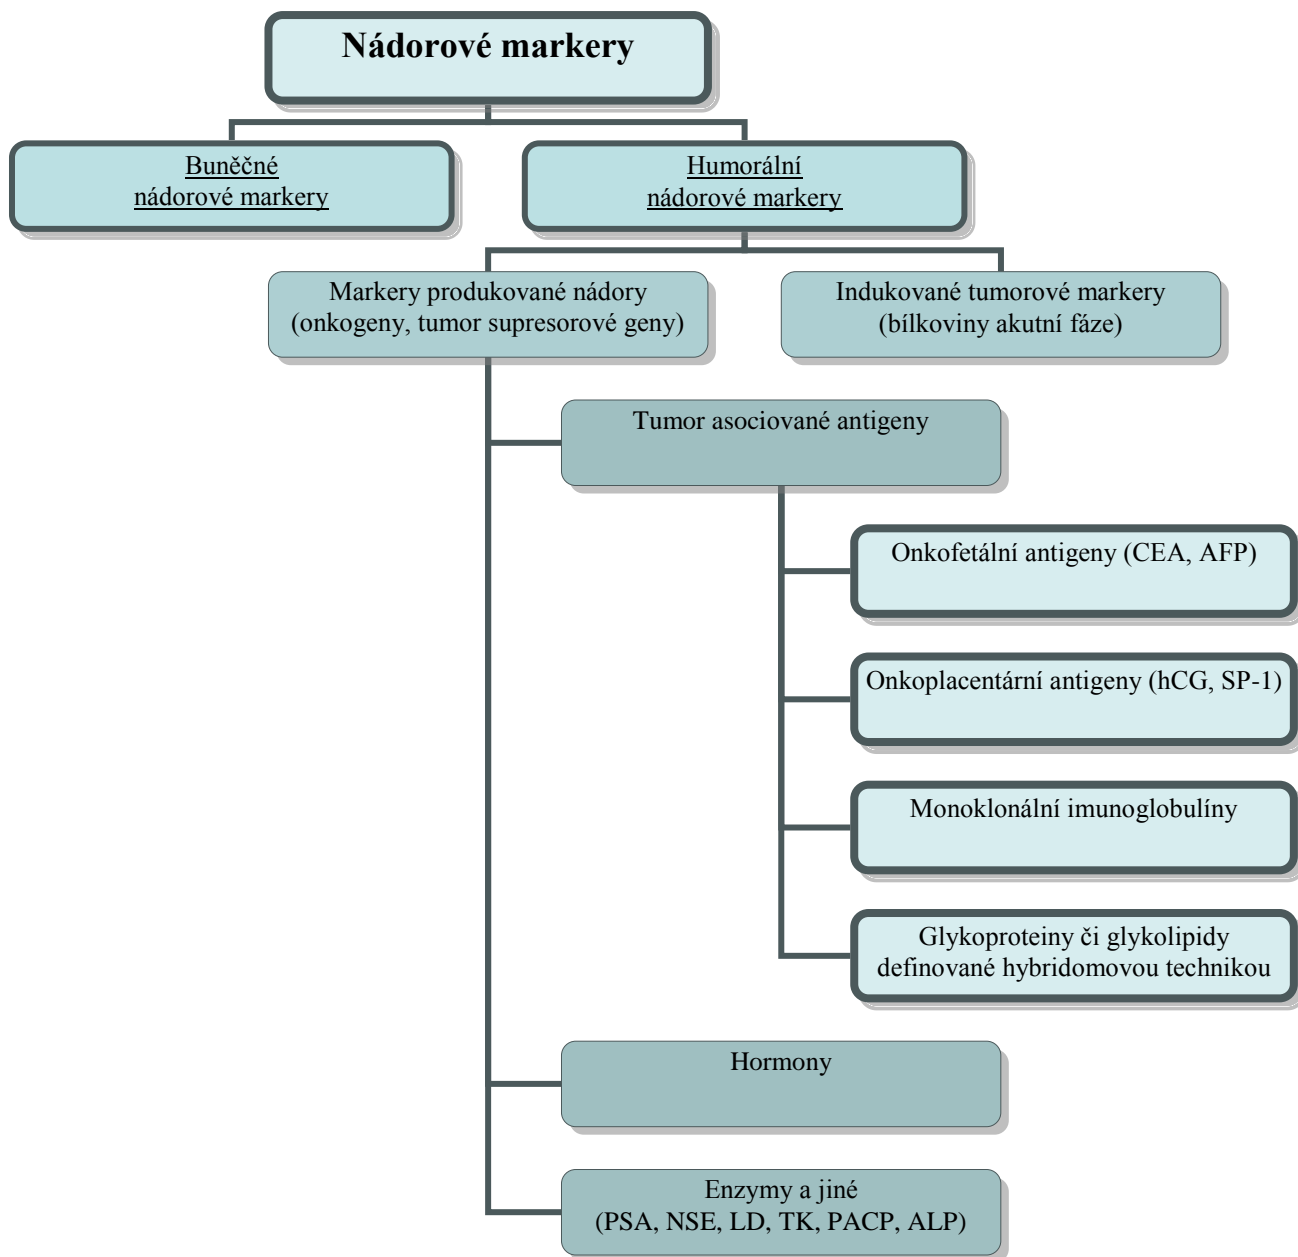 Nádorové markery
Buněčné
nádorové markery
Humorální
nádorové markery
Markery produkované nádory
(onkogeny, tumor supresorové geny)
Indukované tumorové markery
(bílkoviny akutní fáze)
Tumor asociované antigeny
Onkofetální antigeny (CEA, AFP)
Onkoplacentární antigeny (hCG, SP-1)
Monoklonální imunoglobulíny
Glykoproteiny či glykolipidy
definované hybridomovou technikou
Hormony
Enzymy a jiné
(PSA, NSE, LD, TK, PACP, ALP)